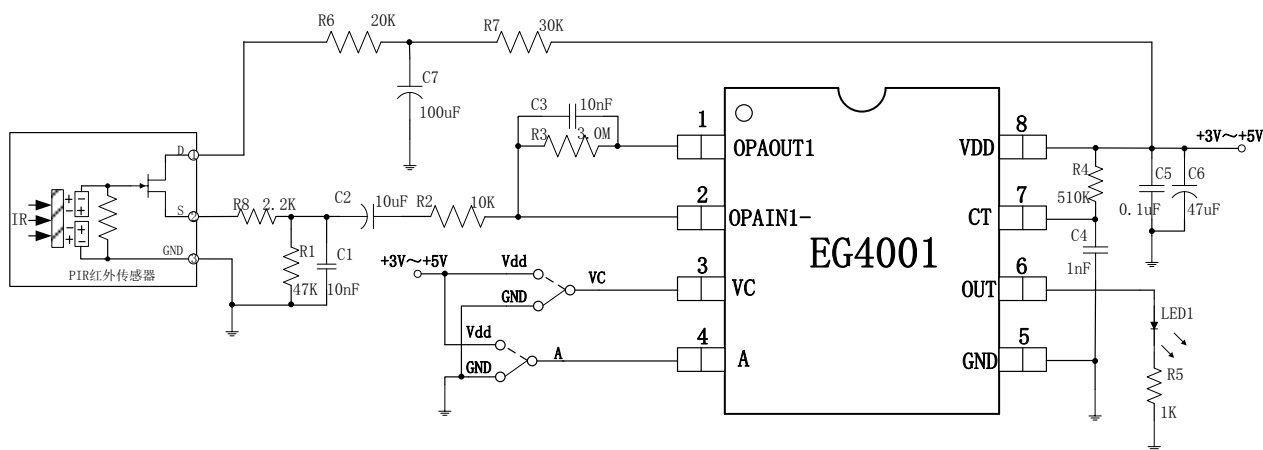 R6 20K
R7 30K
C7
100uF
C3 10nF
R3 3.0M
1
OPAOUT1
8
VDD
+3V～+5V
D
1
R8 2.2K
C2
10uF
R2 10K
2
OPAIN1-
7
CT
R4
510K
C5
0.1uF
C6
47uF
IR
S
2
GND
3
PIR红外传感器
R1
47K
C1
10nF
EG4001
C4
1nF
+3V～+5V
Vdd
GND
VC
3
VC
6
OUT
LED1
Vdd
GND
A
4
A
5
GND
R5
1K